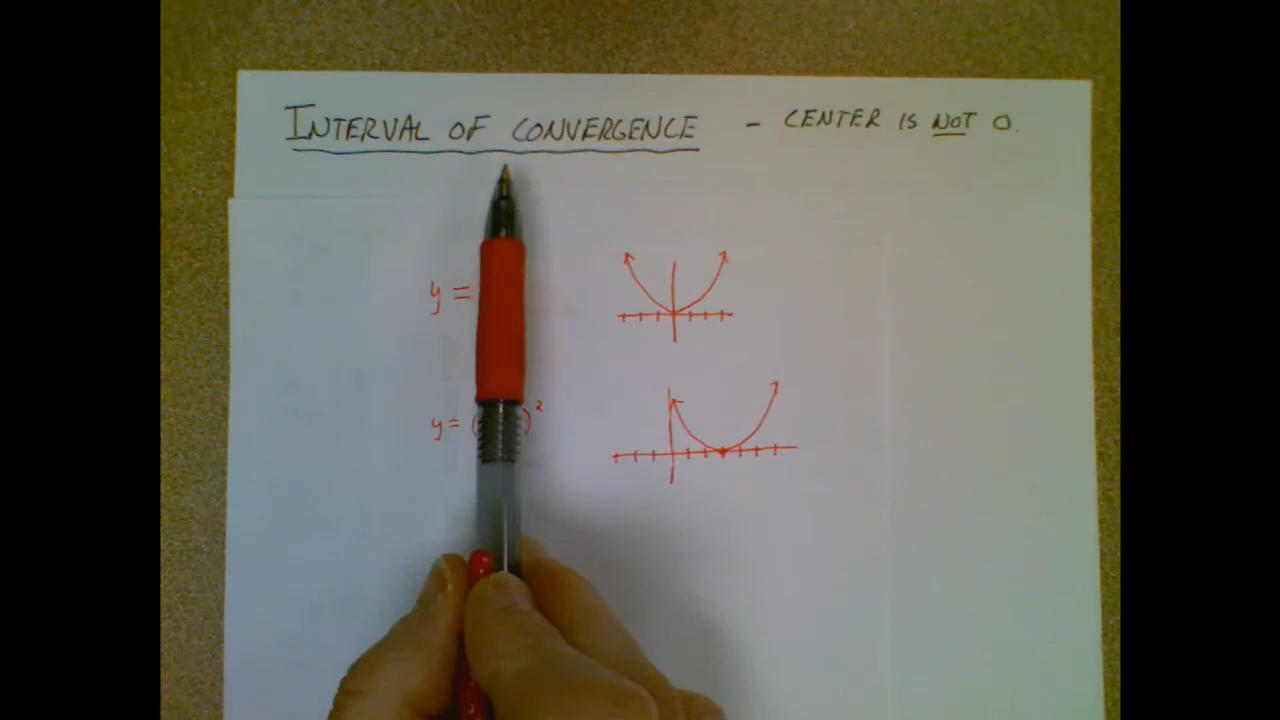 INTERVAL OF CONVERGENCE - CENTER IS NOT 0.
y =
y = ( )²